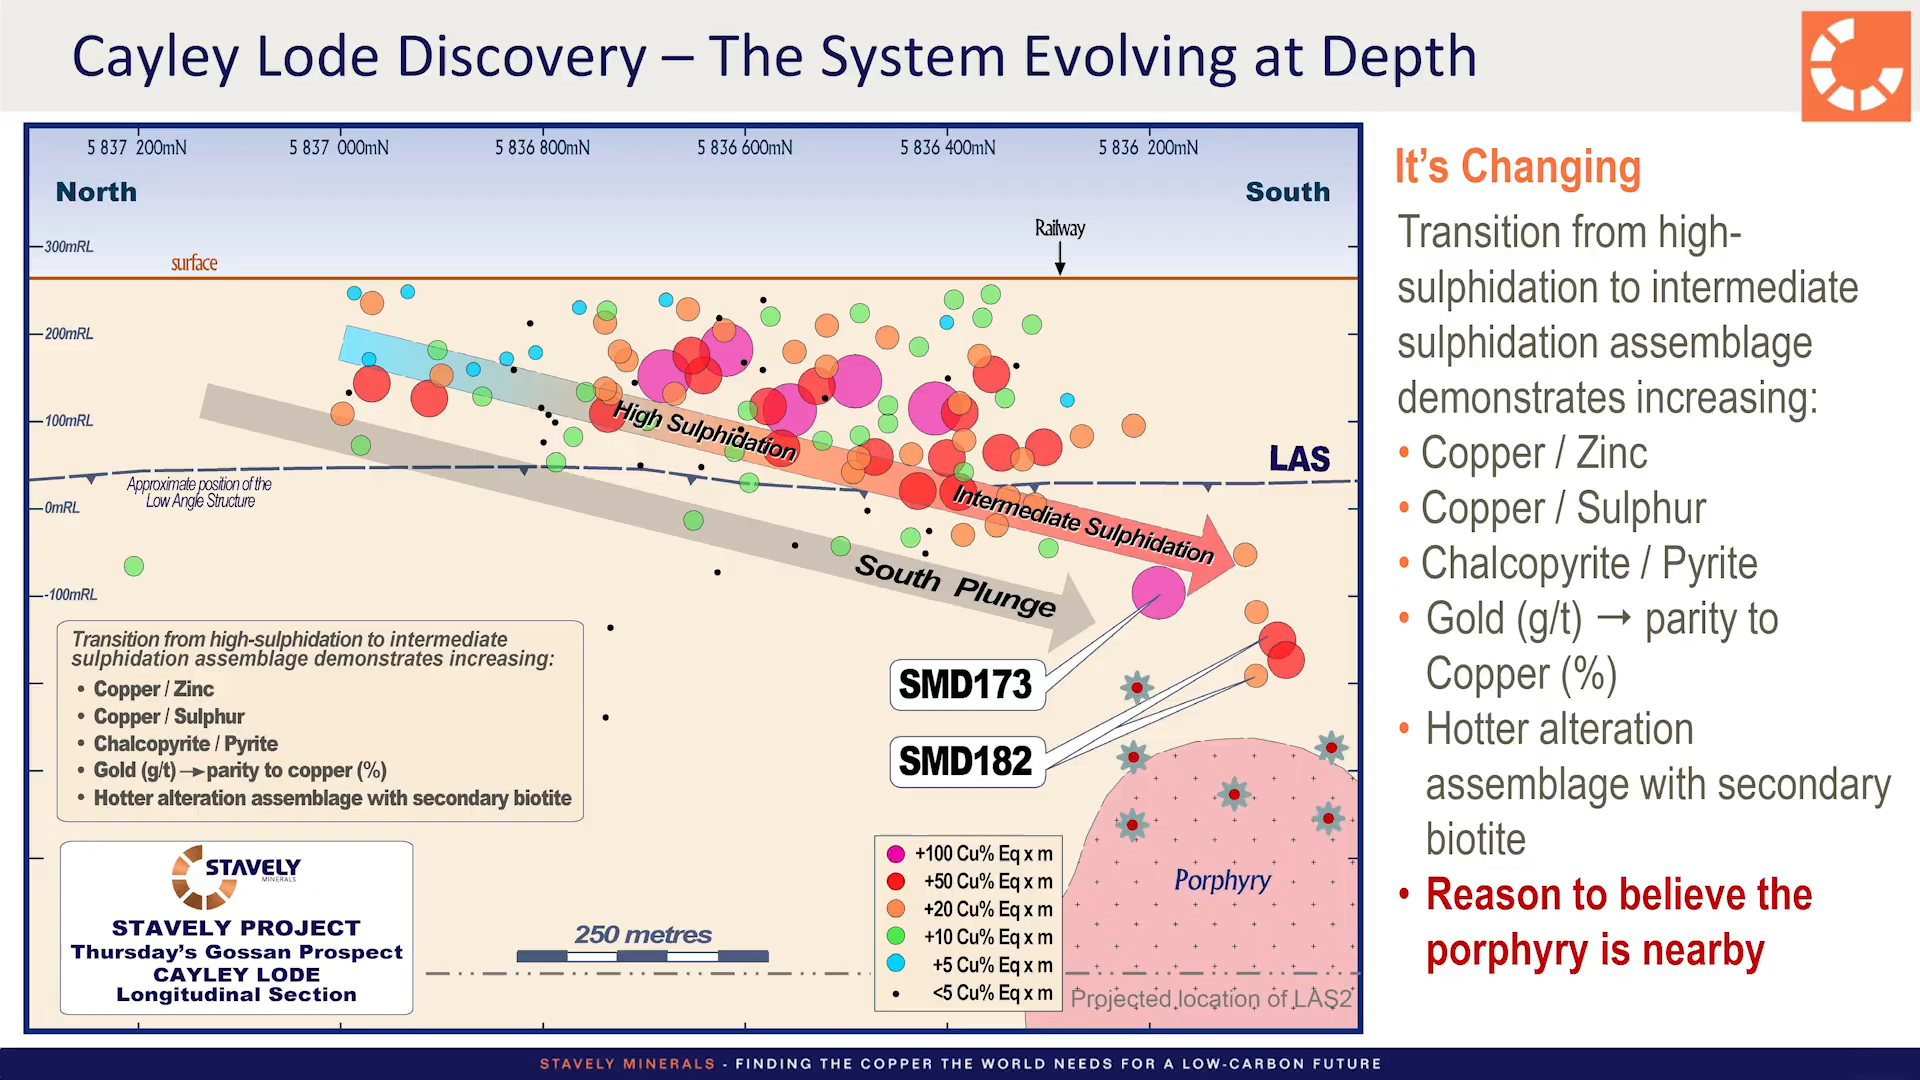 Cayley Lode Discovery – The System Evolving at Depth
5 837 200mN
5 837 000mN
5 836 800mN
5 836 600mN
5 836 400mN
5 836 200mN
North
South
Railway
300mRL
surface
200mRL
100mRL
0mRL
-100mRL
High Sulphidation
LAS
Approximate position of the
Low Angle Structure
Intermediate Sulphidation
South Plunge
Transition from high-sulphidation to intermediate
sulphidation assemblage demonstrates increasing:
• Copper / Zinc
• Copper / Sulphur
• Chalcopyrite / Pyrite
• Gold (g/t)→parity to copper (%)
• Hotter alteration assemblage with secondary biotite
SMD173
SMD182
Porphyry
STAVELY
MINERALS
STAVELY PROJECT
Thursday's Gossan Prospect
CAYLEY LODE
Longitudinal Section
250 metres
+100 Cu% Eq x m
+50 Cu% Eq x m
+20 Cu% Eq x m
+10 Cu% Eq x m
+5 Cu% Eq x m
<5 Cu% Eq x m
Projected location of LAS2
It's Changing
Transition from high-
sulphidation to intermediate
sulphidation assemblage
demonstrates increasing:
• Copper / Zinc
• Copper / Sulphur
• Chalcopyrite / Pyrite
• Gold (g/t) → parity to
Copper (%)
• Hotter alteration
assemblage with secondary
biotite
• Reason to believe the
porphyry is nearby
STAVELY MINERALS - FINDING THE COPPER THE WORLD NEEDS FOR A LOW-CARBON FUTURE